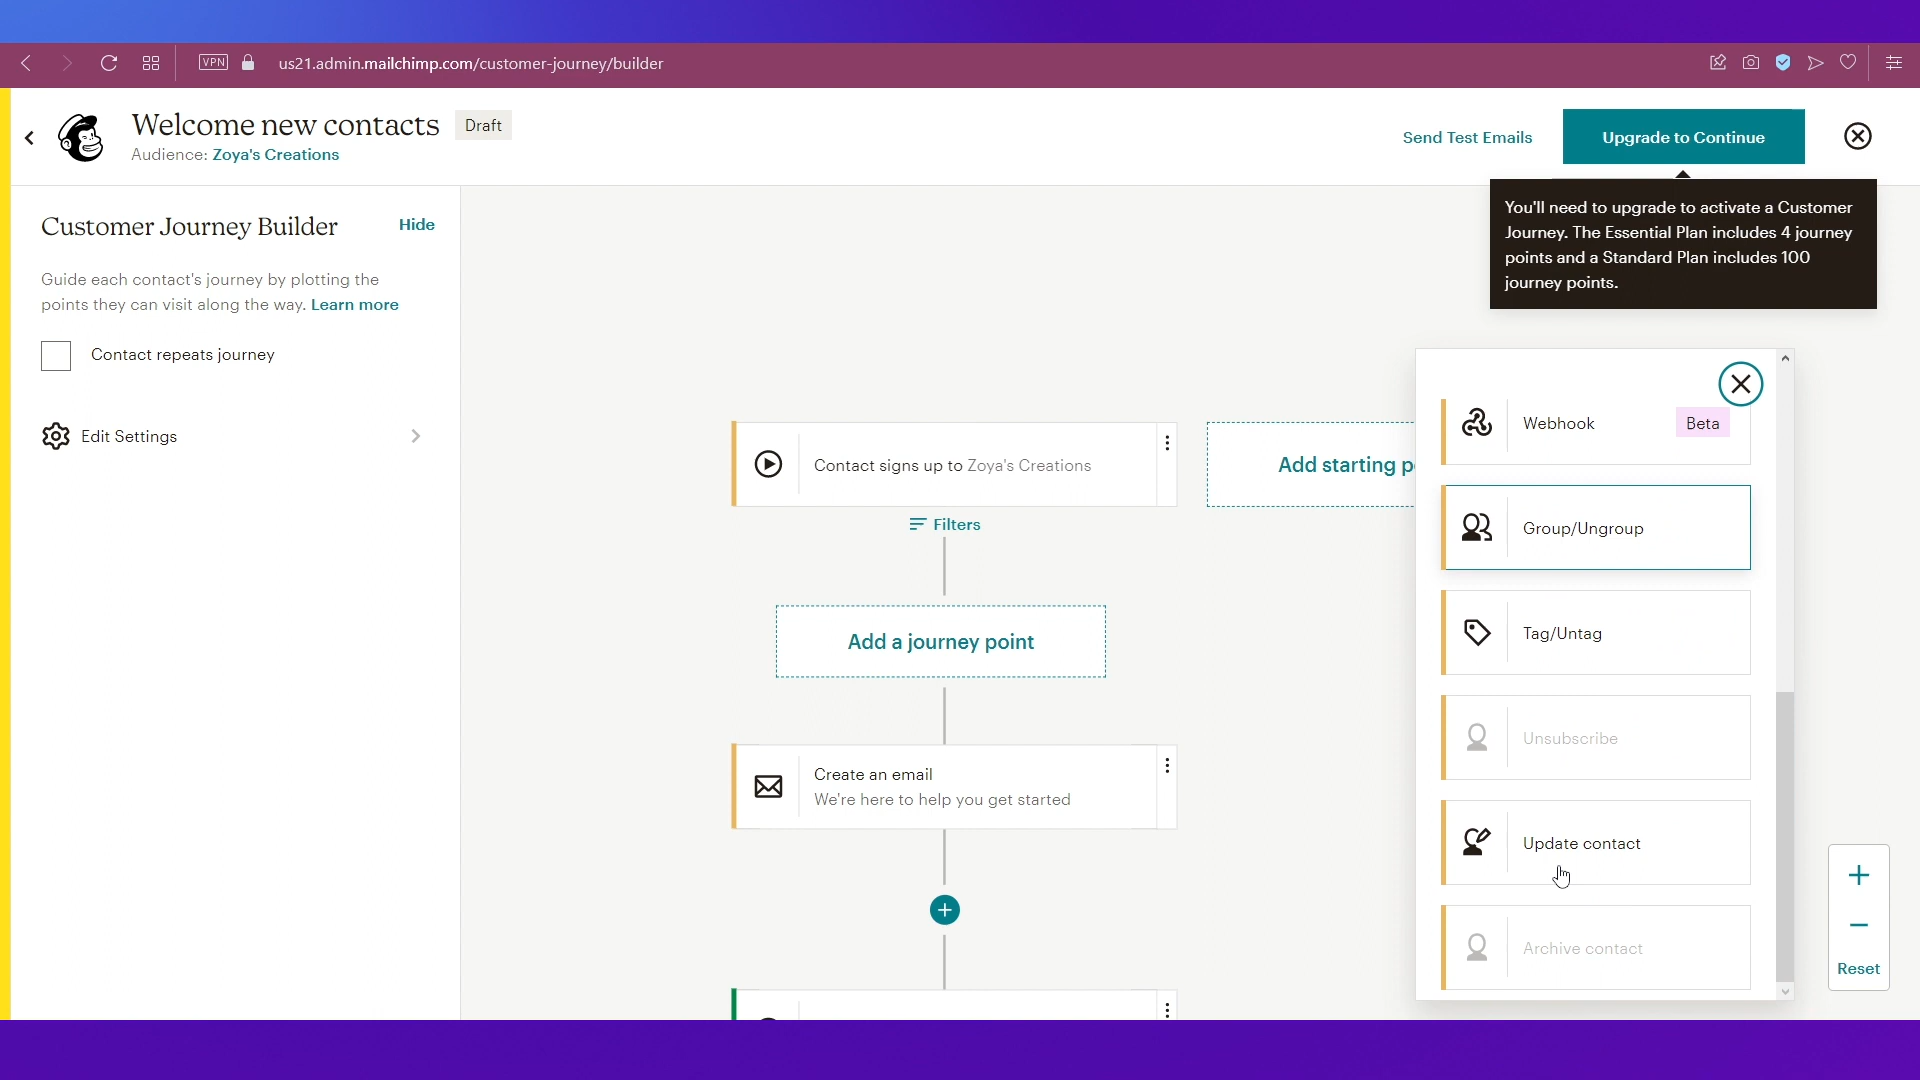 VPN
us21.admin.mailchimp.com/customer-journey/builder
Welcome new contacts
Draft
Audience: Zoya's Creations
Send Test Emails
Upgrade to Continue
You'll need to upgrade to activate a Customer
Journey. The Essential Plan includes 4 journey
points and a Standard Plan includes 100
journey points.
Customer Journey Builder
Hide
Guide each contact's journey by plotting the
points they can visit along the way. Learn more
Contact repeats journey
Edit Settings
Contact signs up to Zoya's Creations
Filters
Add starting p
Add a journey point
Create an email
We're here to help you get started
Webhook
Beta
Group/Ungroup
Tag/Untag
Unsubscribe
Update contact
Archive contact
Reset